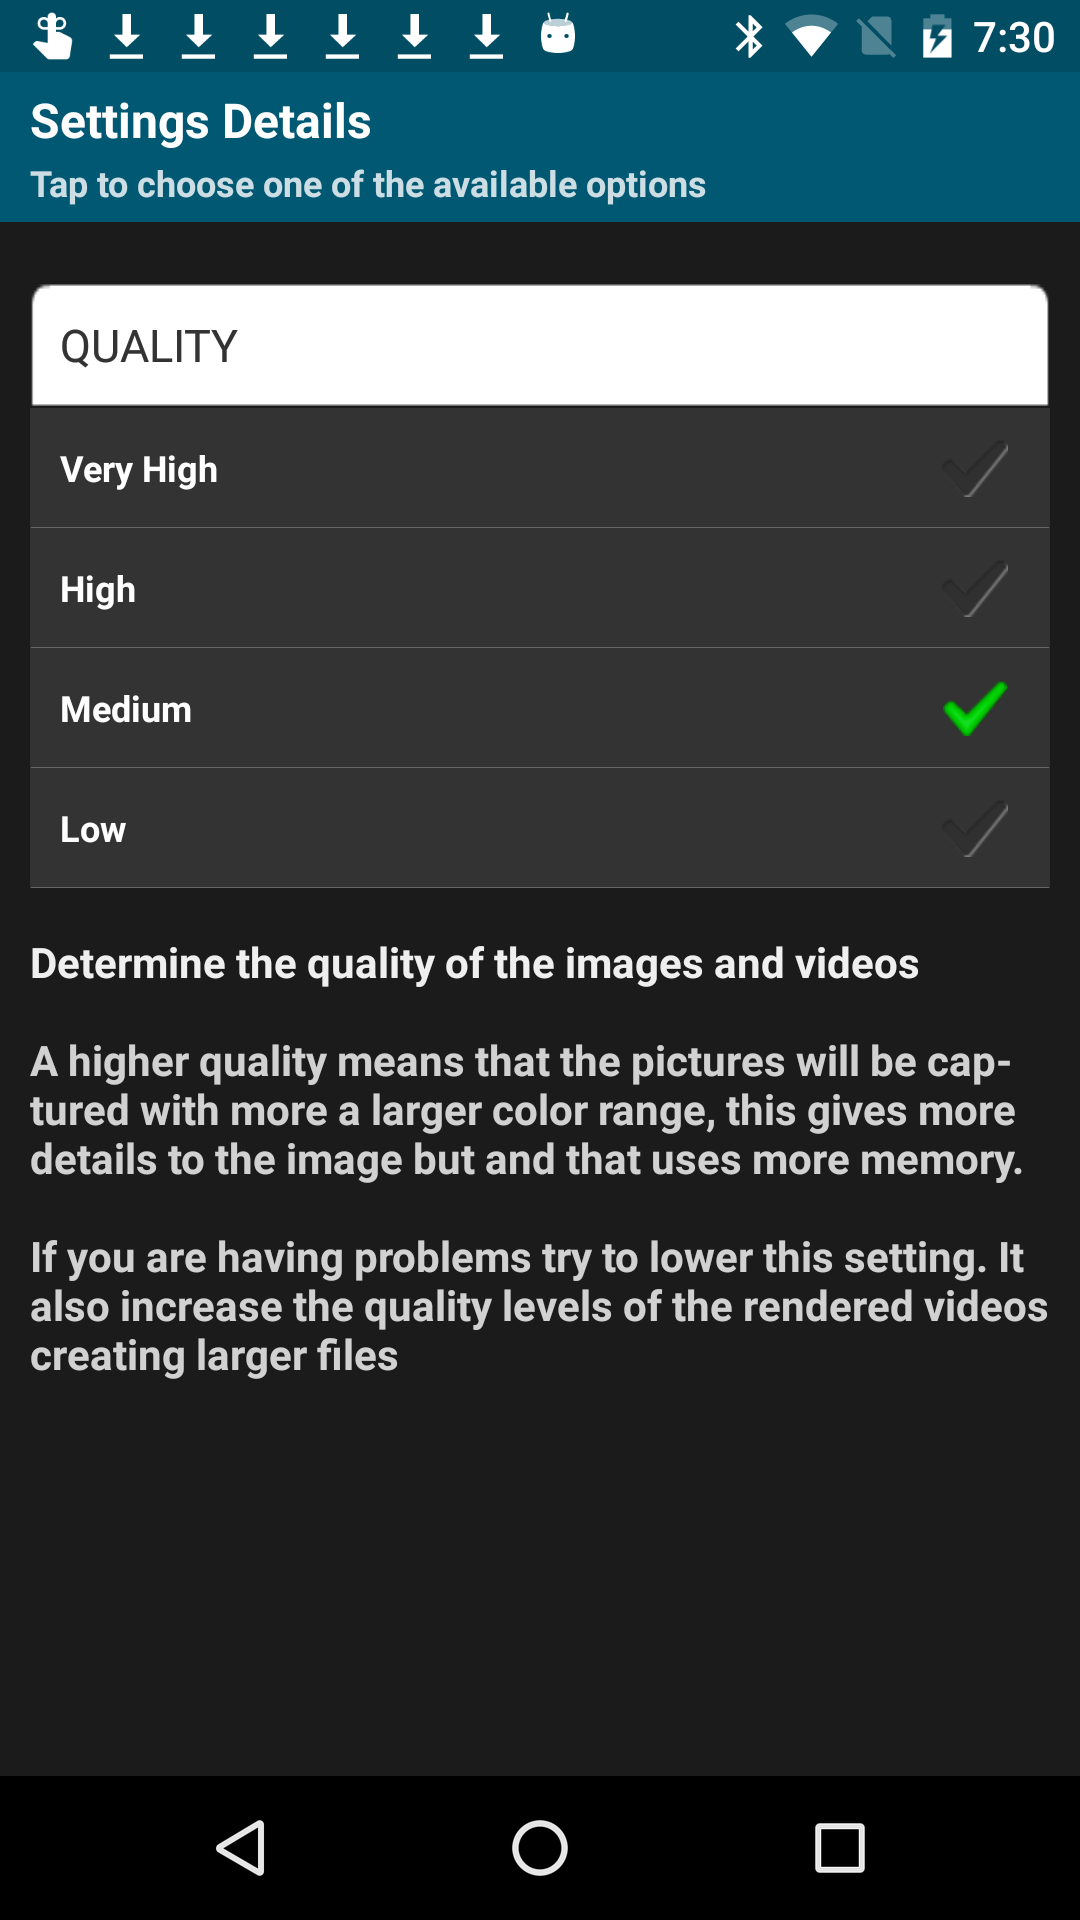 7:30
Settings Details
Tap to choose one of the available options
QUALITY
Very High
High
Medium
Low
Determine the quality of the images and videos
A higher quality means that the pictures will be cap-
tured with more a larger color range, this gives more
details to the image but and that uses more memory.
If you are having problems try to lower this setting. It
also increase the quality levels of the rendered videos
creating larger files